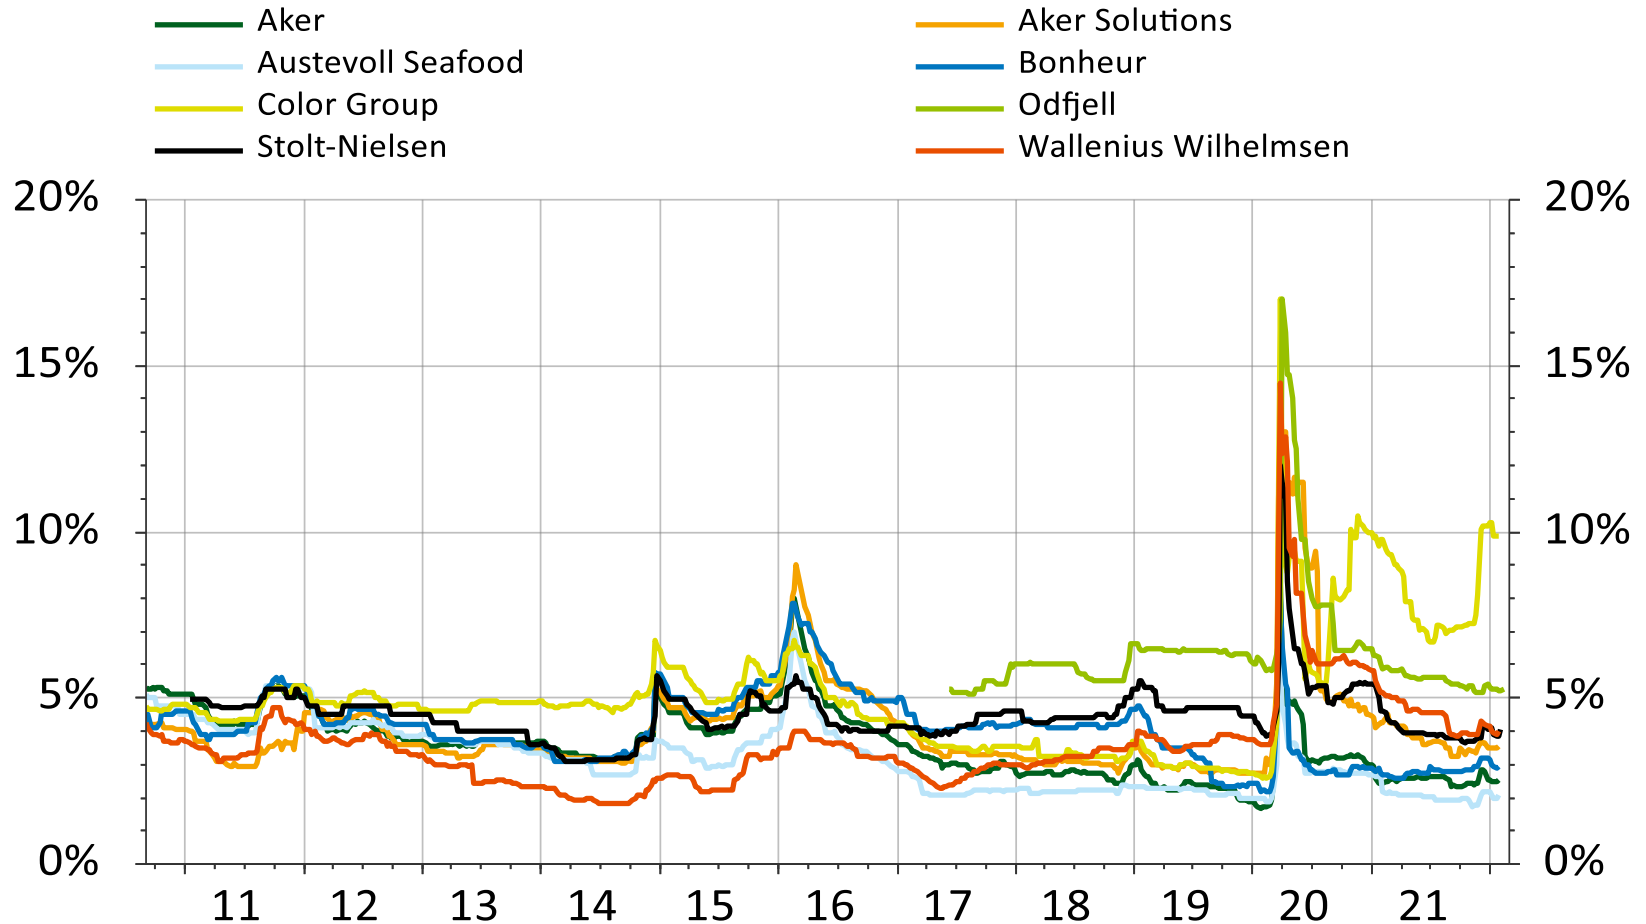 Aker Aker Solutions
Austevoll Seafood Bonheur
Color Group Odfjell
Stolt-Nielsen Wallenius Wilhelmsen
20% 20%
15% 15%
10% 10%
5% 5%
0% 0%
11 12 13 14 15 16 17 18 19 20 21